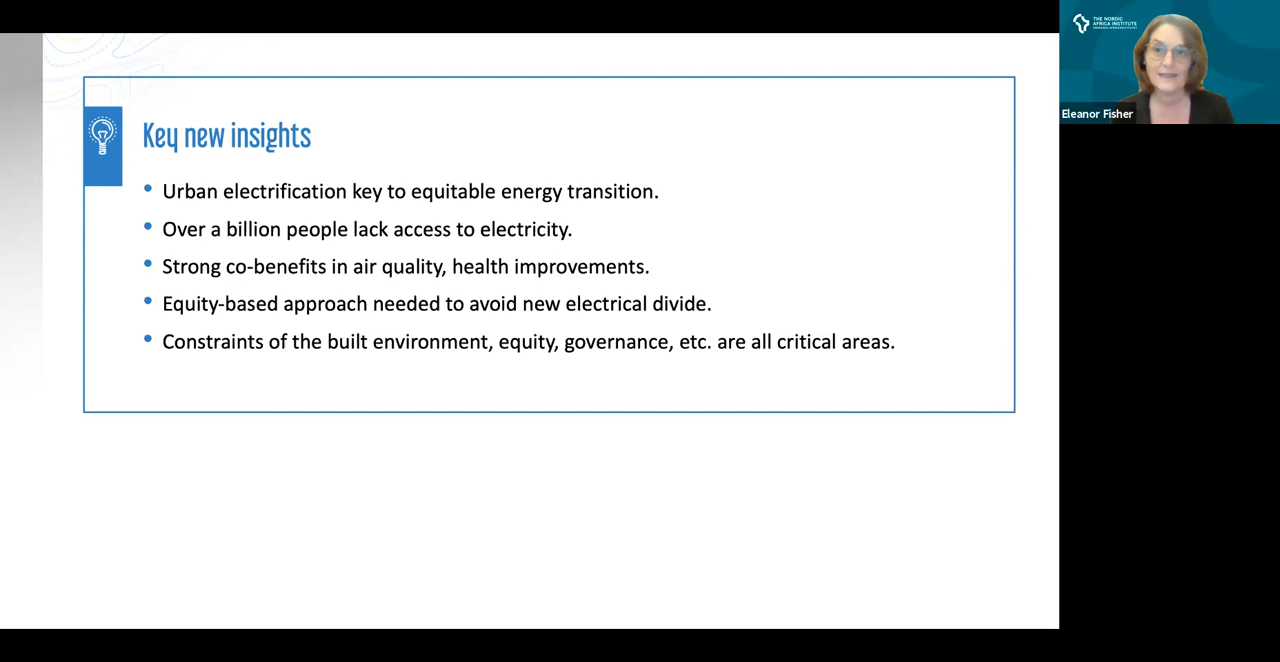 Key new insights
• Urban electrification key to equitable energy transition.
• Over a billion people lack access to electricity.
• Strong co-benefits in air quality, health improvements.
• Equity-based approach needed to avoid new electrical divide.
• Constraints of the built environment, equity, governance, etc. are all critical areas.
THE NORDIC
AFRICA INSTITUTE
Eleanor Fisher